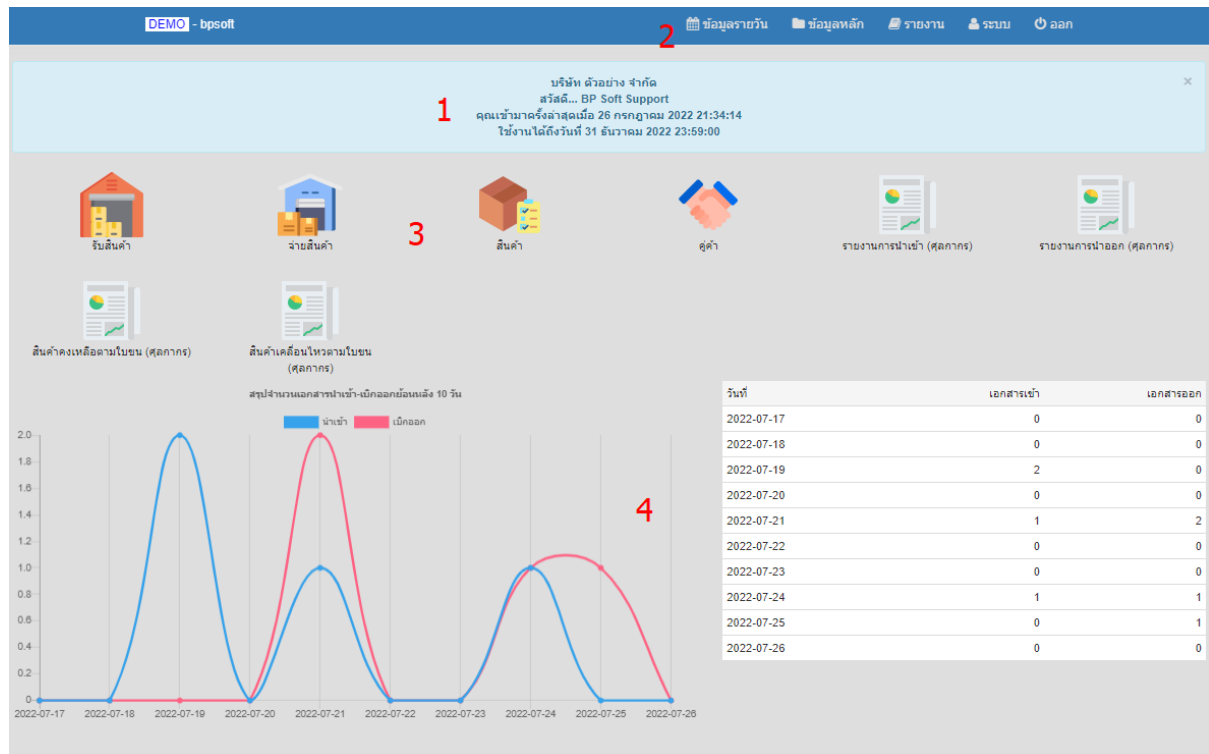 DEMO - bpsoft
ข้อมูลรายวัน ข้อมูลหลัก รายงาน ระบบ ออก
2
×
บริษัท ตัวอย่าง จำกัด
สวัสดี... BP Soft Support
คุณเข้ามาครั้งล่าสุดเมื่อ 26 กรกฎาคม 2022 21:34:14
ใช้งานได้ถึงวันที่ 31 ธันวาคม 2022 23:59:00
1
รับสินค้า จ่ายสินค้า สินค้า คู่ค้า รายงานการนำเข้า (ศุลกากร) รายงานการนำออก (ศุลกากร)
3
สินค้าคงเหลือตามใบขน (ศุลกากร) สินค้าเคลื่อนไหวตามใบขน
(ศุลกากร)
สรุปจำนวนเอกสารนำเข้า-เบิกออกย้อนหลัง 10 วัน
นำเข้า เบิกออก
2.0
1.8
1.6
1.4
1.2
1.0
0.8
0.6
0.4
0.2
0
2022-07-17 2022-07-18 2022-07-19 2022-07-20 2022-07-21 2022-07-22 2022-07-23 2022-07-24 2022-07-25 2022-07-26
4
วันที่ เอกสารเข้า เอกสารออก
2022-07-17 0 0
2022-07-18 0 0
2022-07-19 2 0
2022-07-20 0 0
2022-07-21 1 2
2022-07-22 0 0
2022-07-23 0 0
2022-07-24 1 1
2022-07-25 0 1
2022-07-26 0 0